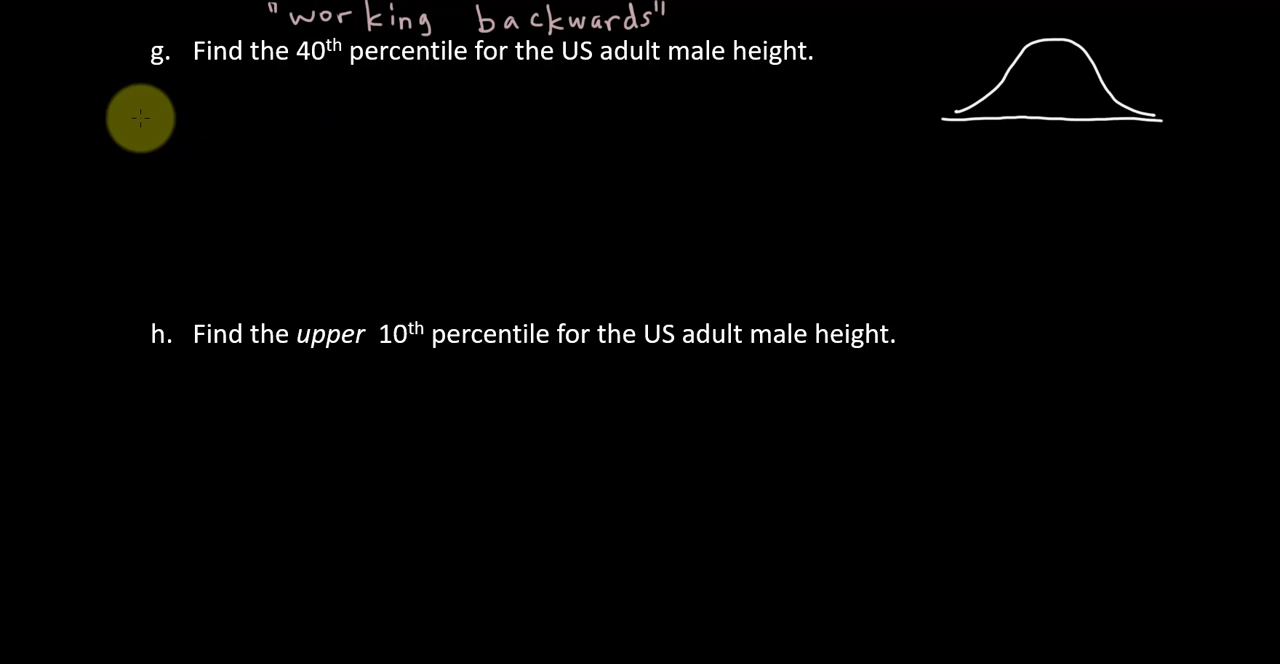 "working backwards"
g. Find the 40th percentile for the US adult male height.
h. Find the upper 10th percentile for the US adult male height.